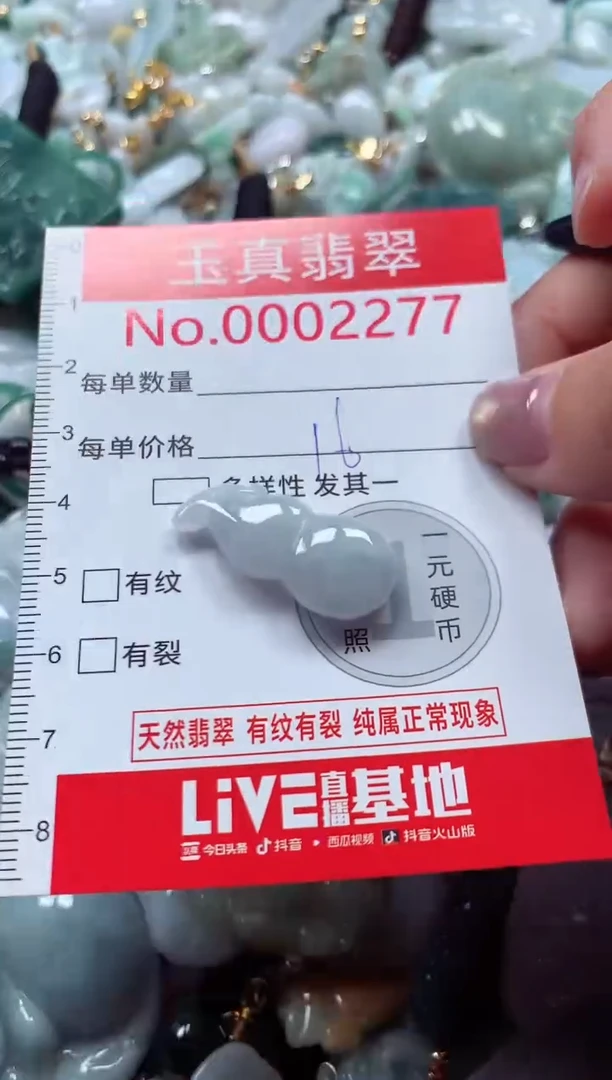 玉真翡翠
No.0002277
每单数量
每单价格 16
多样性 发其一
一元硬币
有纹
有裂
照
天然翡翠 有纹有裂 纯属正常现象
LiVE直播基地
今日头条 抖音 • 西瓜视频 抖音火山版
0
1
2
3
4
5
6
7
8